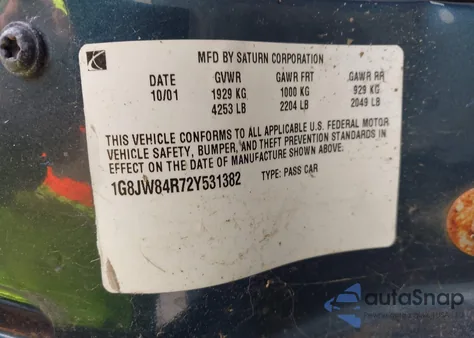 MFD BY SATURN CORPORATION
DATE GVWR GAWR FRT GAWR RR
10/01 1929 KG 1000 KG 929 KG
4253 LB 2204 LB 2049 LB
THIS VEHICLE CONFORMS TO ALL APPLICABLE U.S. FEDERAL MOTOR
VEHICLE SAFETY, BUMPER, AND THEFT PREVENTION STANDARDS IN
EFFECT ON THE DATE OF MANUFACTURE SHOWN ABOVE.
1G8JW84R72Y531382 TYPE: PASS CAR
autaSnap